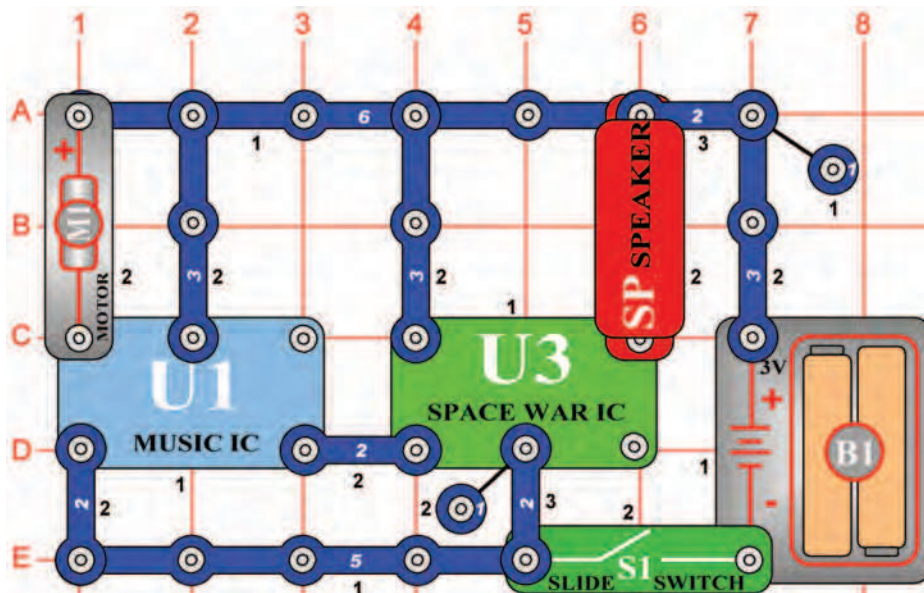 1 2 3 4 5 6 7 8
A 6 2
1 3 1
1
+
M1
SPEAKER
B
MOTOR
2 3 2 3 2 SP 2 3 2
1
C
U1
U3
3V
MUSIC IC
SPACE WAR IC
+
B1
D 2
2 2 1 2 2 1 2 3 2 1 -
E 5
1
S1
SLIDE SWITCH